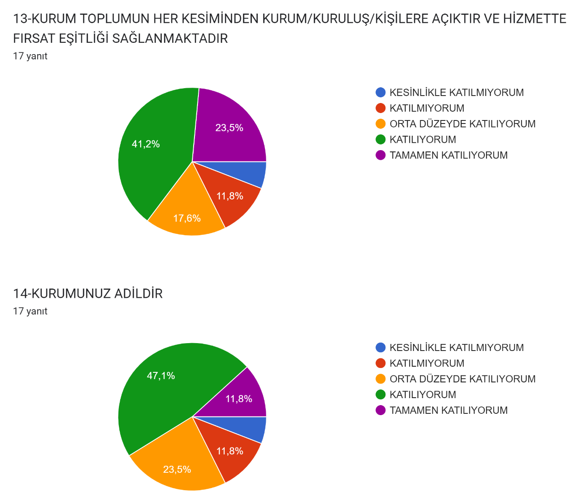 13-KURUM TOPLUMUN HER KESİMİNDEN KURUM/KURULUŞ/KİŞİLERE AÇIKTIR VE HİZMETTE
FIRSAT EŞİTLİĞİ SAĞLANMAKTADIR
17 yanıt
KESİNLİKLE KATILMIYORUM
KATILMIYORUM
ORTA DÜZEYDE KATILIYORUM
KATILIYORUM
TAMAMEN KATILIYORUM
23,5%
41,2%
11,8%
17,6%
14-KURUMUNUZ ADİLDİR
17 yanıt
KESİNLİKLE KATILMIYORUM
KATILMIYORUM
ORTA DÜZEYDE KATILIYORUM
KATILIYORUM
TAMAMEN KATILIYORUM
47,1%
11,8%
11,8%
23,5%